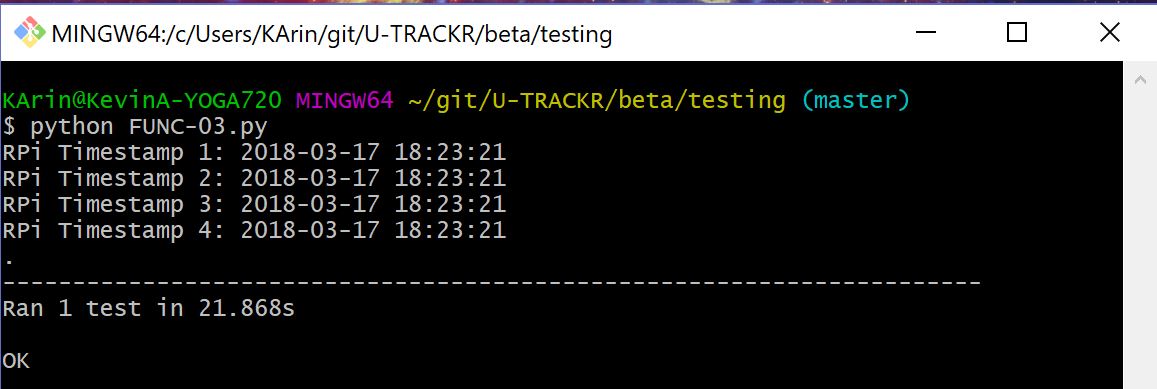 MINGW64:/c/Users/KArin/git/U-TRACKR/beta/testing
KArin@KevinA-YOGA720 MINGW64 ~/git/U-TRACKR/beta/testing (master)
$ python FUNC-03.py
RPi Timestamp 1: 2018-03-17 18:23:21
RPi Timestamp 2: 2018-03-17 18:23:21
RPi Timestamp 3: 2018-03-17 18:23:21
RPi Timestamp 4: 2018-03-17 18:23:21
.
----------------------------------------------------------------------
Ran 1 test in 21.868s
OK